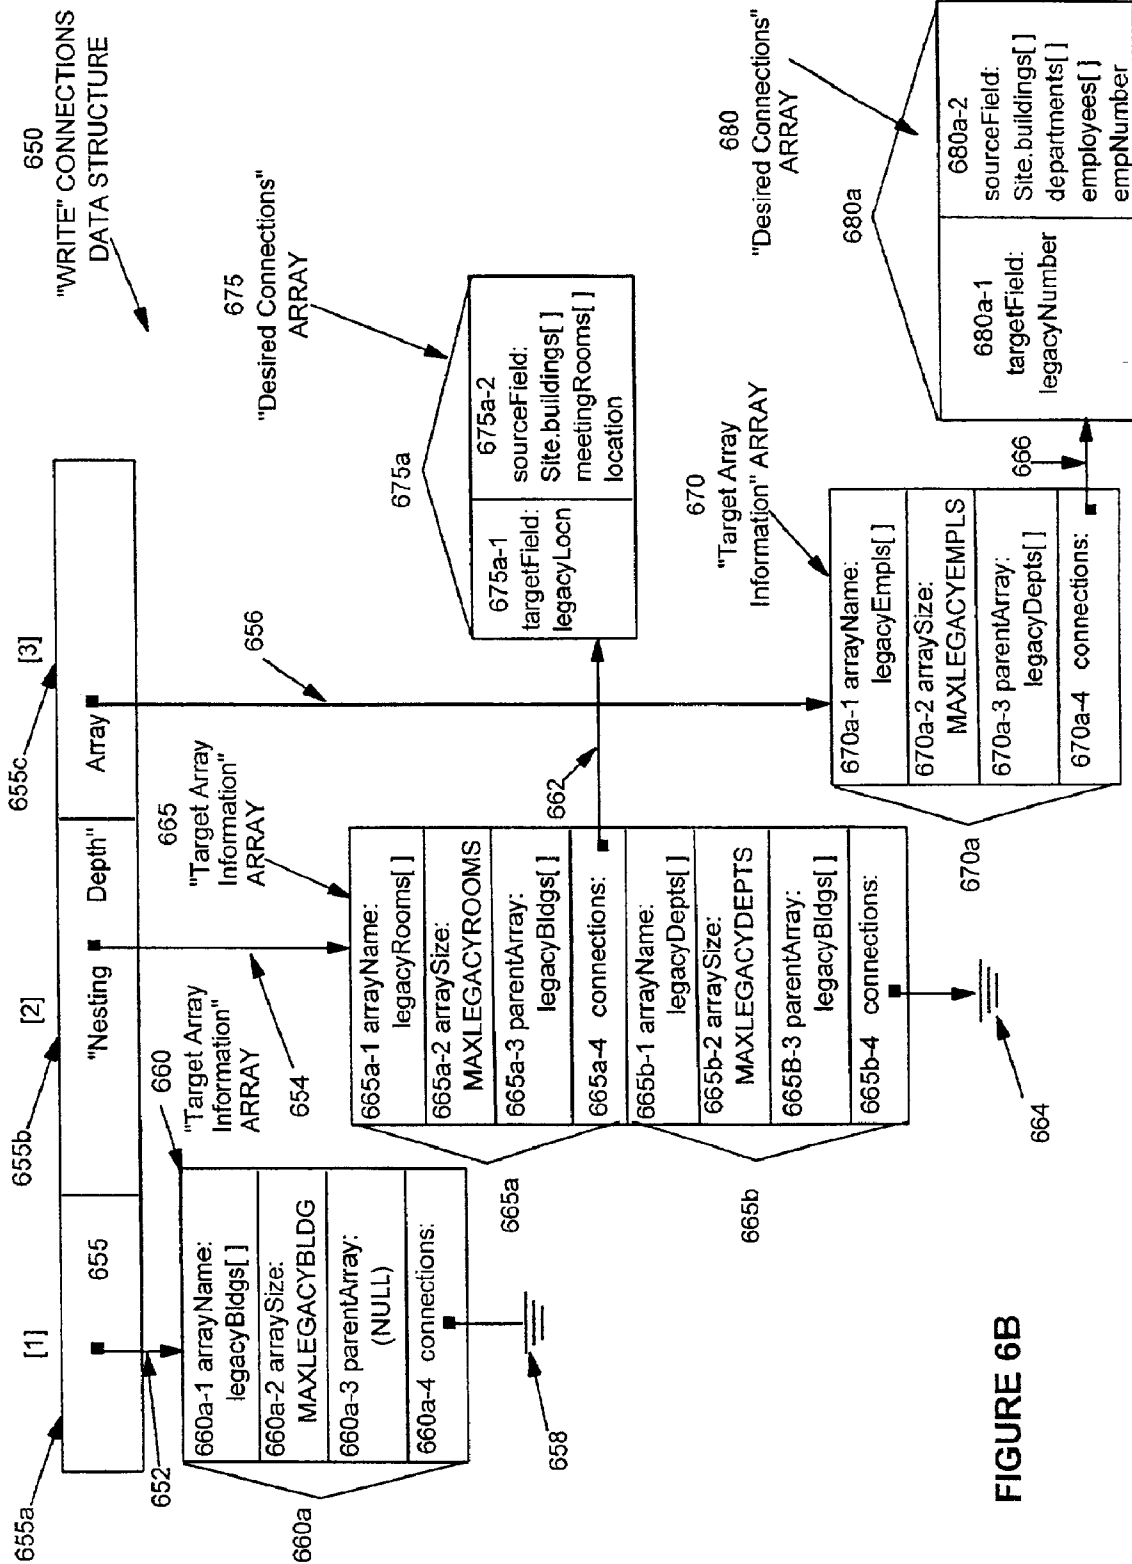 650
"WRITE" CONNECTIONS
DATA STRUCTURE
655a
[1]
655b
[2]
655c
[3]
655
"Nesting Depth" Array
652
654
656
660
"Target Array
Information"
ARRAY
660a-1 arrayName:
legacyBldgs[ ]
660a-2 arraySize:
MAXLEGACYBLDG
660a-3 parentArray:
(NULL)
660a-4 connections:
660a
658
665
"Target Array
Information"
ARRAY
665a-1 arrayName:
legacyRooms[ ]
665a-2 arraySize:
MAXLEGACYROOMS
665a-3 parentArray:
legacyBldgs[ ]
665a-4 connections:
665b-1 arrayName:
legacyDepts[ ]
665b-2 arraySize:
MAXLEGACYDEPTS
665B-3 parentArray:
legacyBldgs[ ]
665b-4 connections:
665a
665b
664
662
675
"Desired Connections"
ARRAY
675a
675a-1
targetField:
legacyLocn
675a-2
sourceField:
Site.buildings[ ]
meetingRooms[ ]
location
670
"Target Array
Information" ARRAY
670a-1 arrayName:
legacyEmpls[ ]
670a-2 arraySize:
MAXLEGACYEMPLS
670a-3 parentArray:
legacyDepts[ ]
670a-4 connections:
670a
666
680
"Desired Connections"
ARRAY
680a
680a-1
targetField:
legacyNumber
680a-2
sourceField:
Site.buildings[ ]
departments[ ]
employees[ ]
empNumber
FIGURE 6B